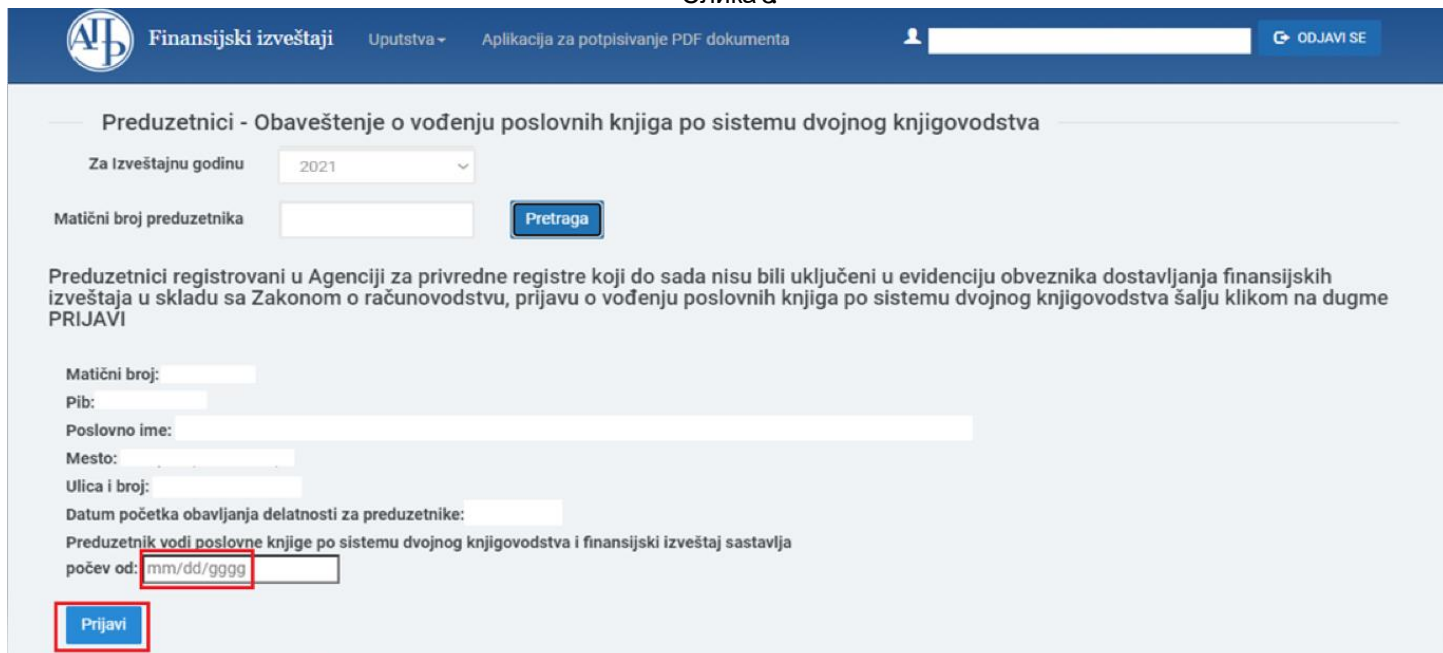 АПР Finansijski izveštaji Uputstva Aplikacija za potpisivanje PDF dokumenta ODJAVI SE
Preduzetnici - Obaveštenje o vođenju poslovnih knjiga po sistemu dvojnog knjigovodstva
Za Izveštajnu godinu 2021
Matični broj preduzetnika Pretraga
Preduzetnici registrovani u Agenciji za privredne registre koji do sada nisu bili uključeni u evidenciju obveznika dostavljanja finansijskih
izveštaja u skladu sa Zakonom o računovodstvu, prijavu o vođenju poslovnih knjiga po sistemu dvojnog knjigovodstva šalju klikom na dugme
PRIJAVI
Matični broj:
Pib:
Poslovno ime:
Mesto:
Ulica i broj:
Datum početka obavljanja delatnosti za preduzetnike:
Preduzetnik vodi poslovne knjige po sistemu dvojnog knjigovodstva i finansijski izveštaj sastavlja
počev od: mm/dd/gggg
Prijavi